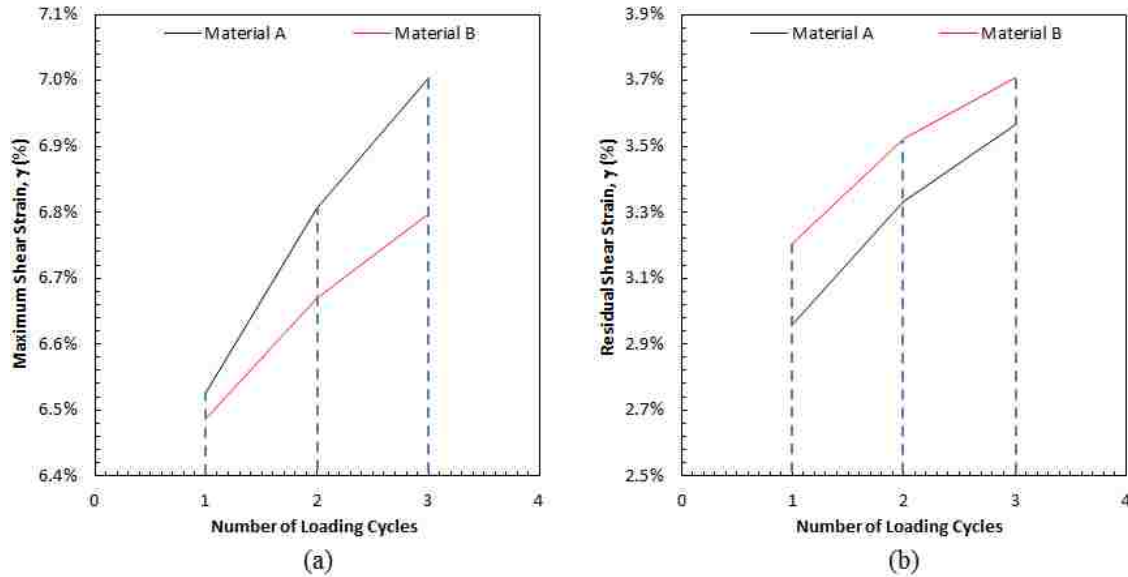 7.1%
7.0%
6.9%
6.8%
6.7%
6.6%
6.5%
6.4%
Maximum Shear Strain, γ (%)
Material A
Material B
0
1
2
3
4
Number of Loading Cycles
(a)
3.9%
3.7%
3.5%
3.3%
3.1%
2.9%
2.7%
2.5%
Residual Shear Strain, γ (%)
Material A
Material B
0
1
2
3
4
Number of Loading Cycles
(b)